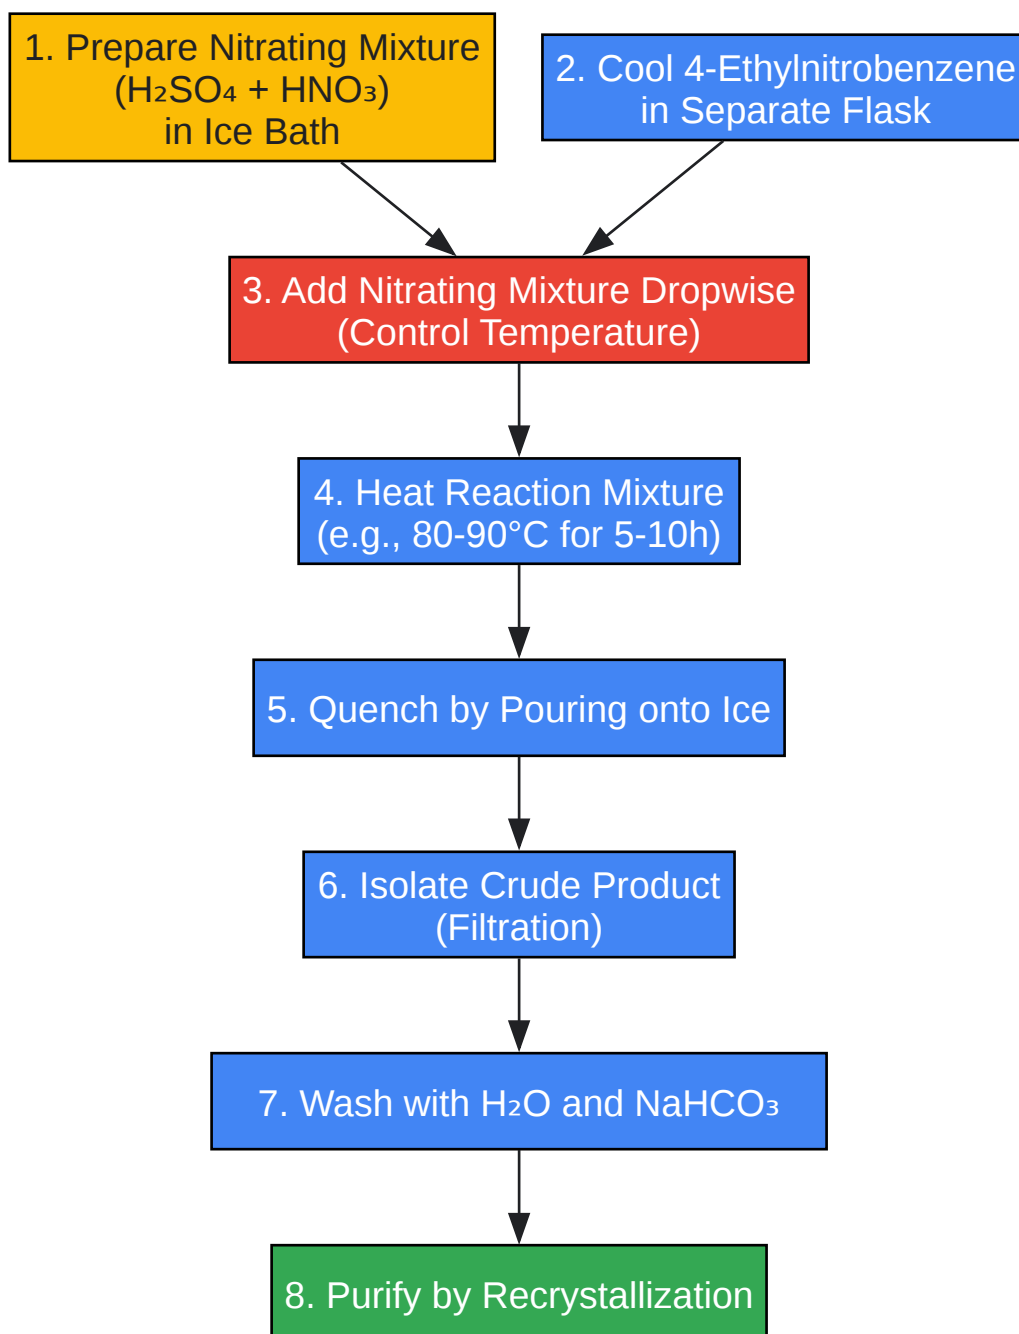 1. Prepare Nitrating Mixture
(H₂SO₄ + HNO₃)
in Ice Bath
2. Cool 4-Ethylnitrobenzene
in Separate Flask
3. Add Nitrating Mixture Dropwise
(Control Temperature)
4. Heat Reaction Mixture
(e.g., 80-90°C for 5-10h)
5. Quench by Pouring onto Ice
6. Isolate Crude Product
(Filtration)
7. Wash with H₂O and NaHCO₃
8. Purify by Recrystallization